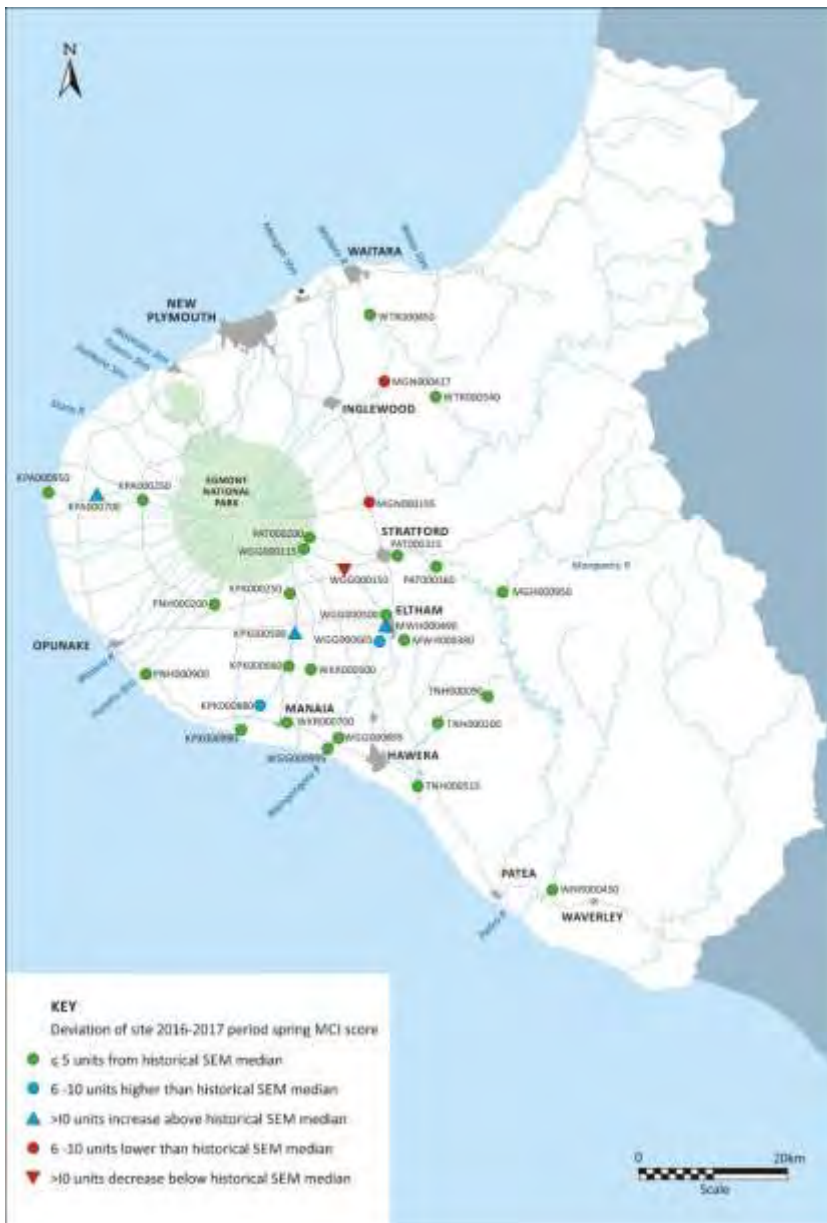 N
WAITARA
NEW
PLYMOUTH
WTR000850
MGN000427
WTR000540
INGLEWOOD
EGMONT
NATIONAL
PARK
KPA000950
KPA000700
KPA000250
MGN000195
STRATFORD
PAT000200
PAT000315
WGG000115
WGG000150
PAT000360
MGH000950
KPK000250
PNH000200
WGG000500
ELTHAM
MWH000490
KPK000500
WGG000665
MWH000380
OPUNAKE
PNH000900
KPK000660
WKR000500
TNH000090
KPK000880
MANAIA
WKR000700
TNH000200
KPK000990
WGG000895
WGG000995
HAWERA
TNH000515
PATEA
Patea R
WNR000450
WAVERLEY
KEY
Deviation of site 2016-2017 period spring MCI score
≤ 5 units from historical SEM median
6 -10 units higher than historical SEM median
>10 units increase above historical SEM median
6 -10 units lower than historical SEM median
>10 units decrease below historical SEM median
0 20km
Scale